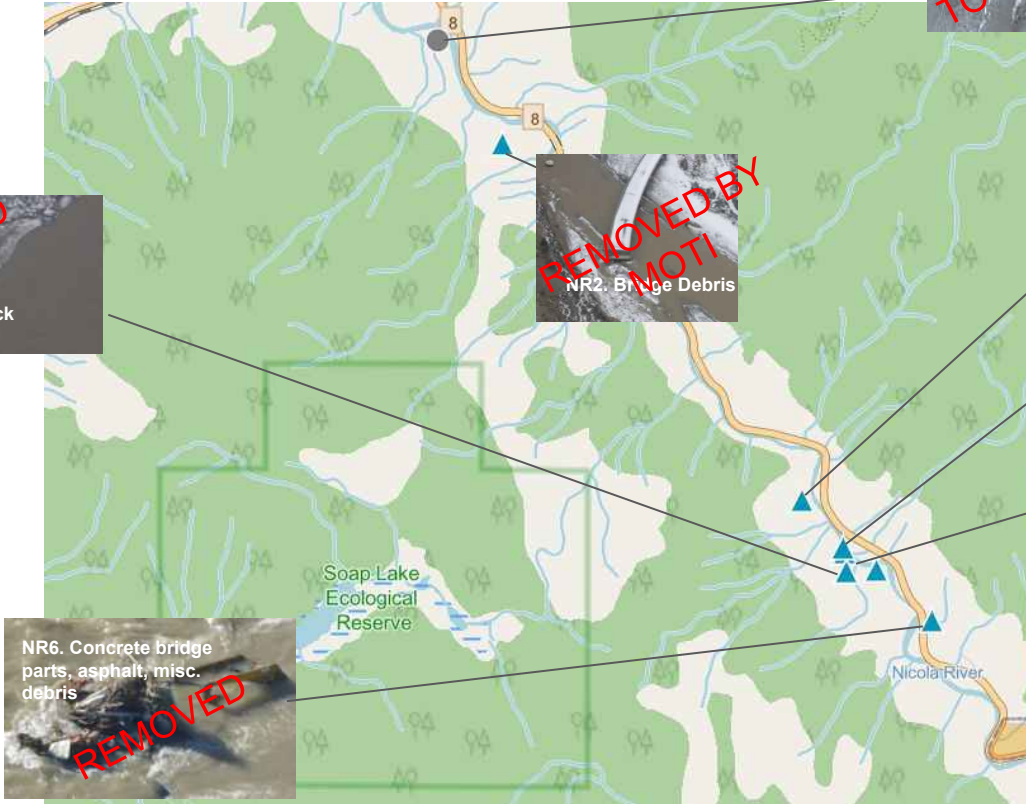 TO
8
8
REMOVED BY
MOTI
NR2. Bridge Debris
Soap Lake
Ecological
Reserve
NR6. Concrete bridge
parts, asphalt, misc.
debris
REMOVED
Nicola River